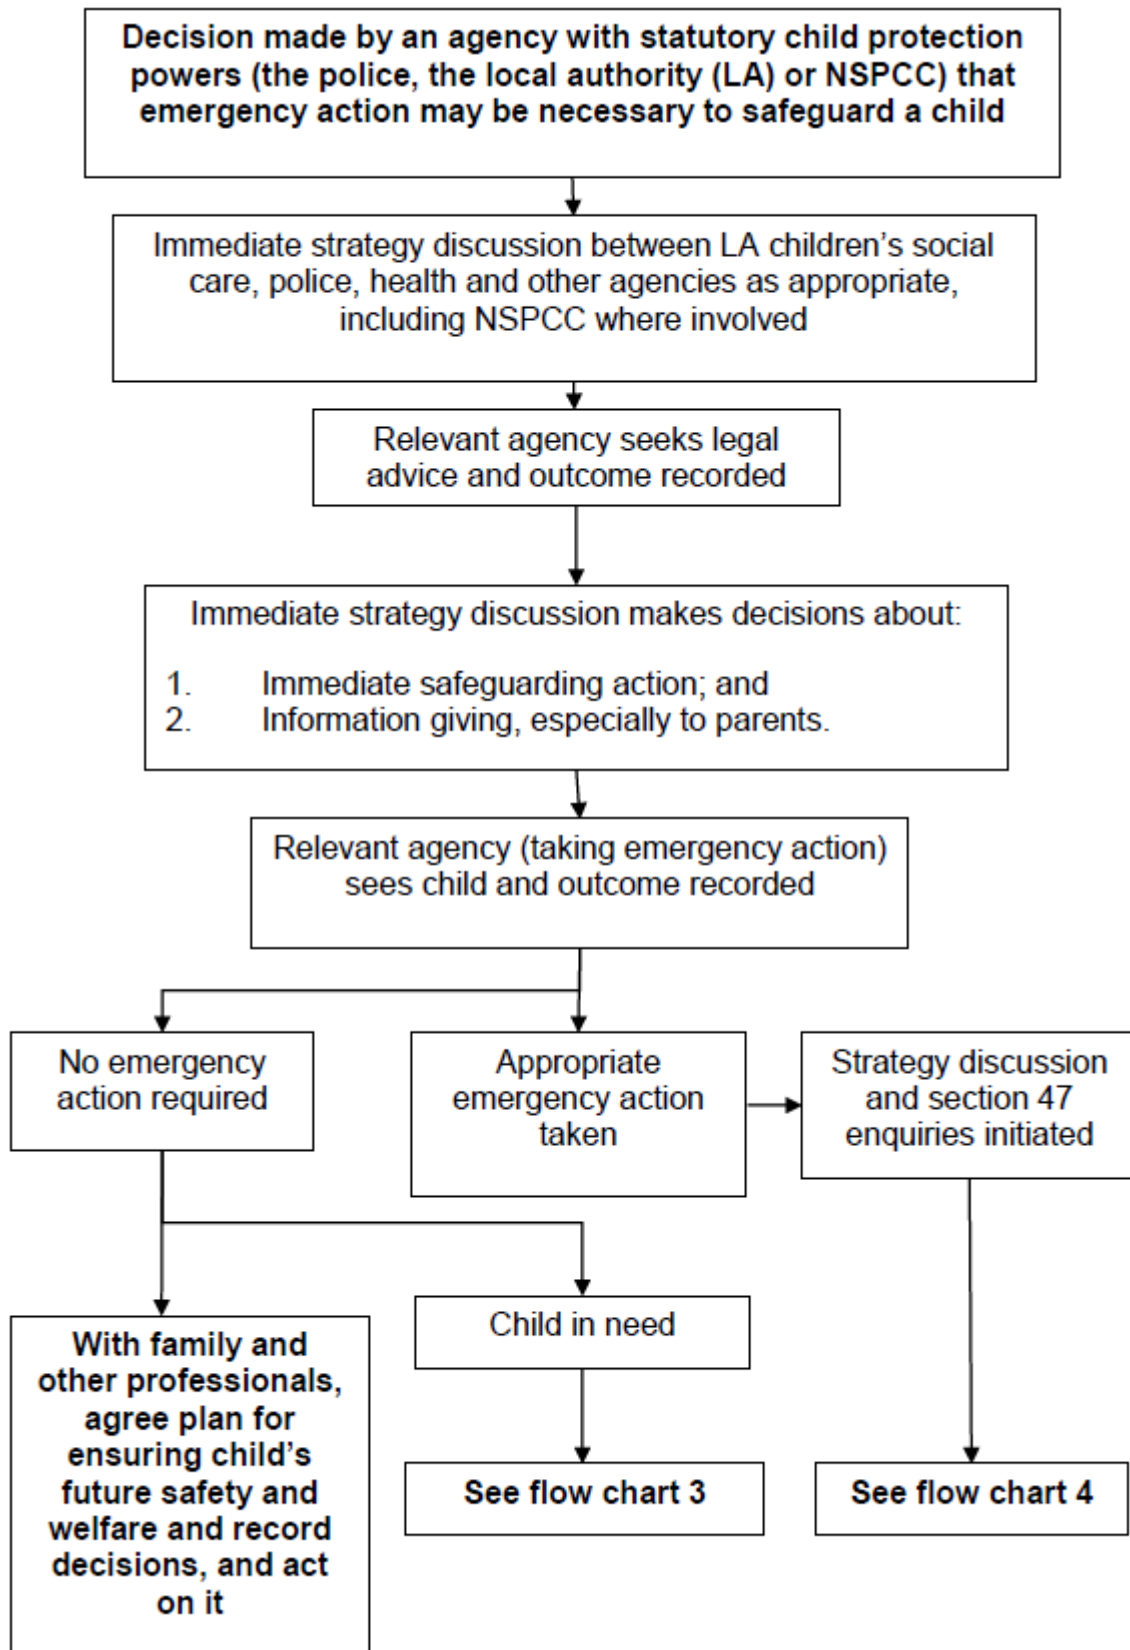 Decision made by an agency with statutory child protection
powers (the police, the local authority (LA) or NSPCC) that
emergency action may be necessary to safeguard a child
Immediate strategy discussion between LA children's social
care, police, health and other agencies as appropriate,
including NSPCC where involved
Relevant agency seeks legal
advice and outcome recorded
Immediate strategy discussion makes decisions about:
1. Immediate safeguarding action; and
2. Information giving, especially to parents.
Relevant agency (taking emergency action)
sees child and outcome recorded
No emergency
action required
Appropriate
emergency action
taken
Strategy discussion
and section 47
enquiries initiated
With family and
other professionals,
agree plan for
ensuring child's
future safety and
welfare and record
decisions, and act
on it
Child in need
See flow chart 3
See flow chart 4